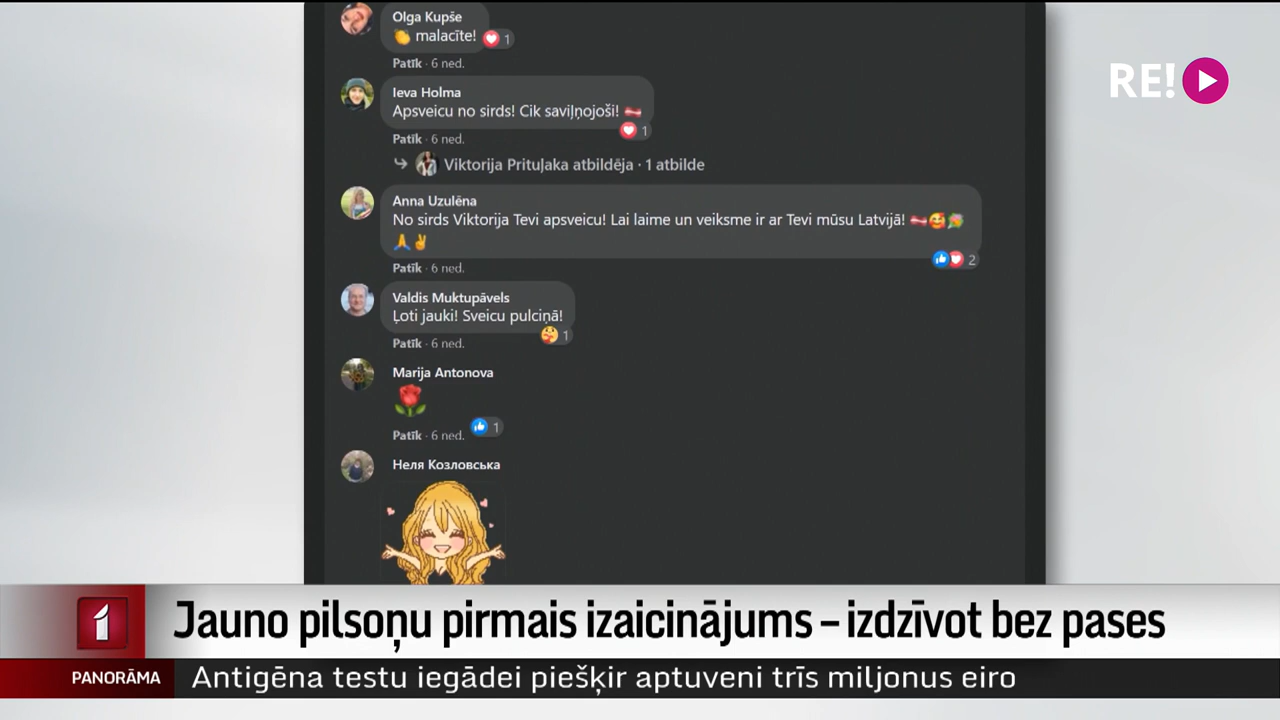 Olga Kupše
👏 malacīte!
1
Patīk · 6 ned.
Ieva Holma
Apsveicu no sirds! Cik saviļņojoši! 🇱🇻
1
Patīk · 6 ned.
Viktorija Prituļaka atbildēja · 1 atbilde
Anna Uzulēna
No sirds Viktorija Tevi apsveicu! Lai laime un veiksme ir ar Tevi mūsu Latvijā! 🇱🇻🥰💐
🙏✌️
2
Patīk · 6 ned.
Valdis Muktupāvels
Ļoti jauki! Sveicu pulciņā!
1
Patīk · 6 ned.
Marija Antonova
🌹
1
Patīk · 6 ned.
Неля Козловська
RE!
1
Jauno pilsoņu pirmais izaicinājums – izdzīvot bez pases
PANORĀMA
Antigēna testu iegādei piešķir aptuveni trīs miljonus eiro